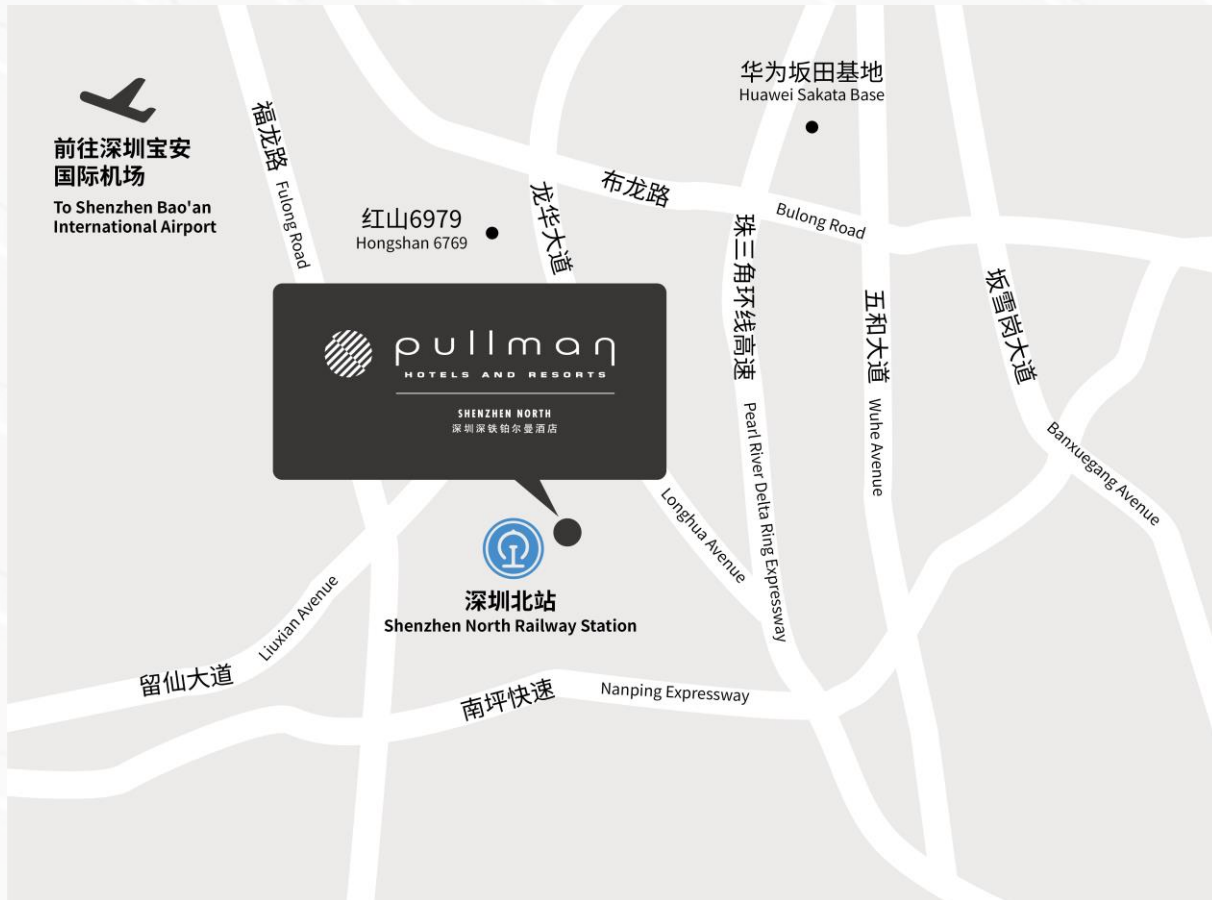 华为坂田基地
Huawei Sakata Base
前往深圳宝安
国际机场
To Shenzhen Bao'an
International Airport
福龙路
Fulong Road
红山6979
Hongshan 6769
龙华大道
布龙路
Bulong Road
珠三角环线高速
Pearl River Delta Ring Expressway
五和大道
Wuhe Avenue
坂雪岗大道
Banxuegang Avenue
pullman
HOTELS AND RESORTS
SHENZHEN NORTH
深圳深铁铂尔曼酒店
Longhua Avenue
深圳北站
Shenzhen North Railway Station
留仙大道
Liuxian Avenue
南坪快速
Nanping Expressway